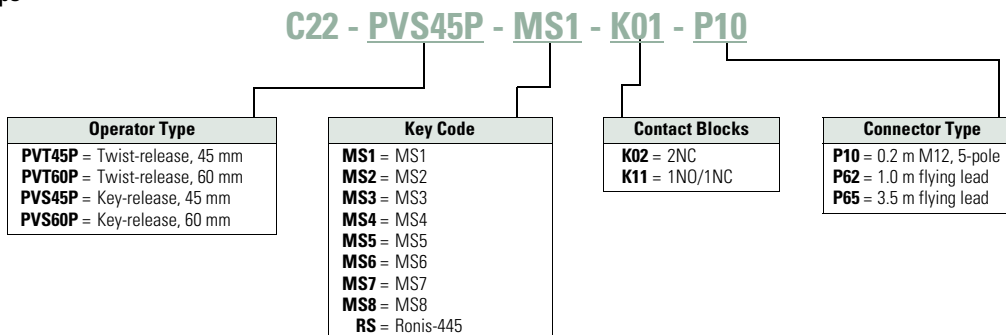 C22 - PVS45P - MS1 - K01 - P10
Operator Type
PVT45P = Twist-release, 45 mm
PVT60P = Twist-release, 60 mm
PVS45P = Key-release, 45 mm
PVS60P = Key-release, 60 mm
Key Code
MS1 = MS1
MS2 = MS2
MS3 = MS3
MS4 = MS4
MS5 = MS5
MS6 = MS6
MS7 = MS7
MS8 = MS8
RS = Ronis-445
Contact Blocks
K02 = 2NC
K11 = 1NO/1NC
Connector Type
P10 = 0.2 m M12, 5-pole
P62 = 1.0 m flying lead
P65 = 3.5 m flying lead